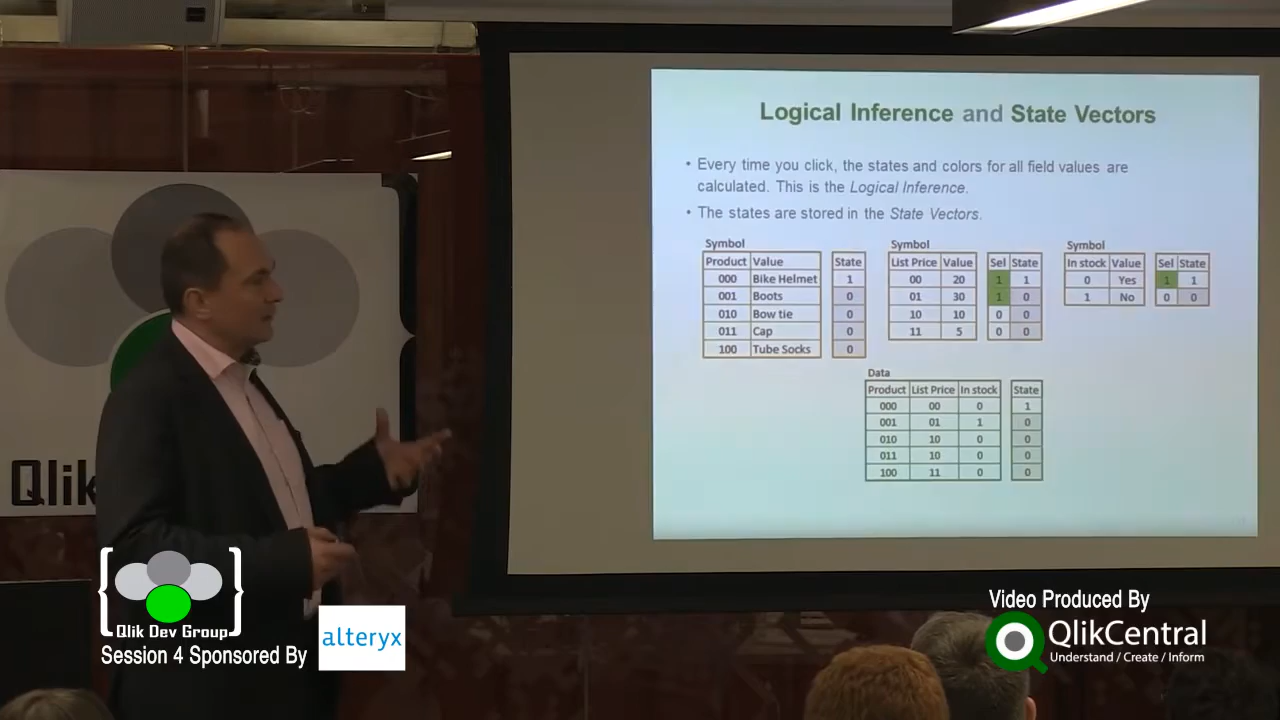 Logical Inference and State Vectors
• Every time you click, the states and colors for all field values are
calculated. This is the Logical Inference.
• The states are stored in the State Vectors.
Symbol
Product Value State
000 Bike Helmet 1
001 Boots 0
010 Bow tie 0
011 Cap 0
100 Tube Socks 0
Symbol
List Price Value Sel State
00 20 1 1
01 30 1 0
10 10 0 0
11 5 0 0
Symbol
In stock Value Sel State
0 Yes 1 1
1 No 0 0
Data
Product List Price In stock State
000 00 0 1
001 01 1 0
010 10 0 0
011 10 0 0
100 11 0 0
Qlik
Qlik Dev Group
Session 4 Sponsored By
alteryx
Video Produced By
QlikCentral
Understand / Create / Inform